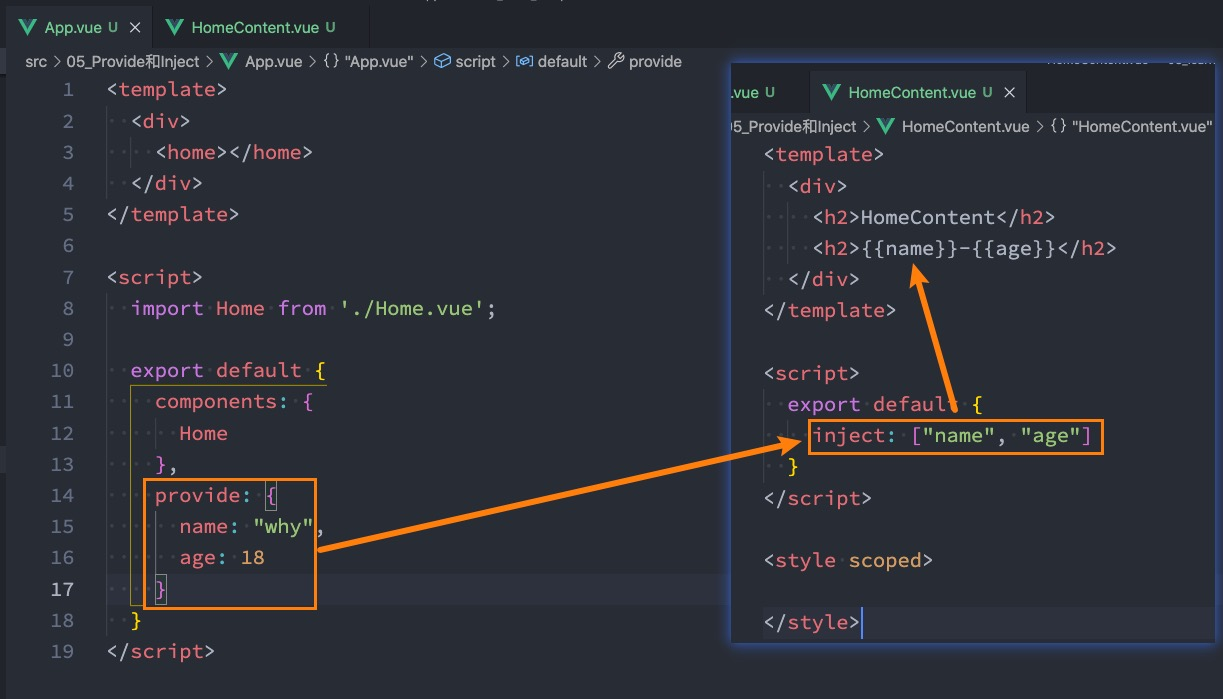 App.vue U ×
HomeContent.vue U
src > 05_Provide和Inject > App.vue > {} "App.vue" > script > default > provide
1 <template>
2 <div>
3 <home></home>
4 </div>
5 </template>
6
7 <script>
8 import Home from './Home.vue';
9
10 export default {
11 components: {
12 Home
13 },
14 provide: {
15 name: "why",
16 age: 18
17 }
18 }
19 </script>
.vue U
HomeContent.vue U ×
05_Provide和Inject > HomeContent.vue > {} "HomeContent.vue"
<template>
<div>
<h2>HomeContent</h2>
<h2>{{name}}-{{age}}</h2>
</div>
</template>
<script>
export default {
inject: ["name", "age"]
}
</script>
<style scoped>
</style>